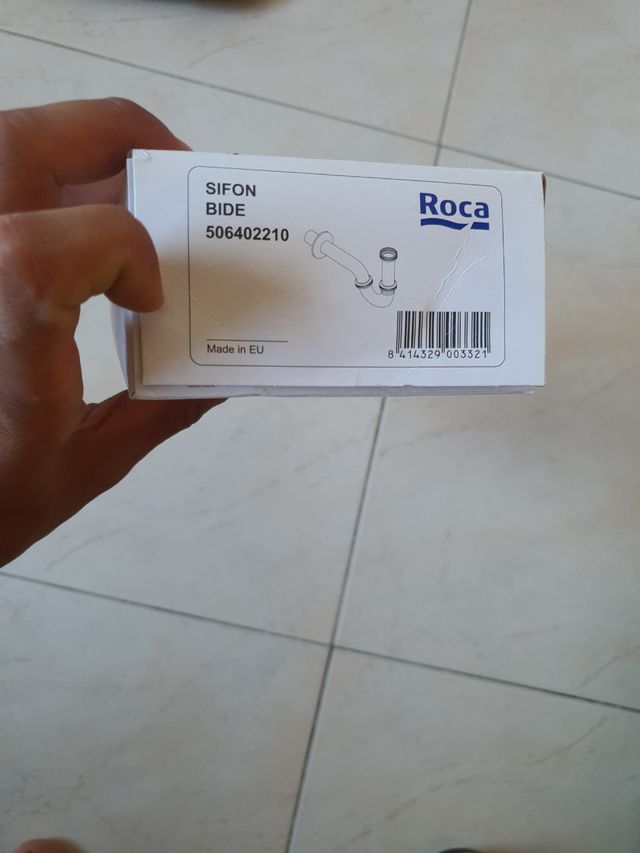 SIFON
BIDE
506402210
Roca
Made in EU
8 414329 003321